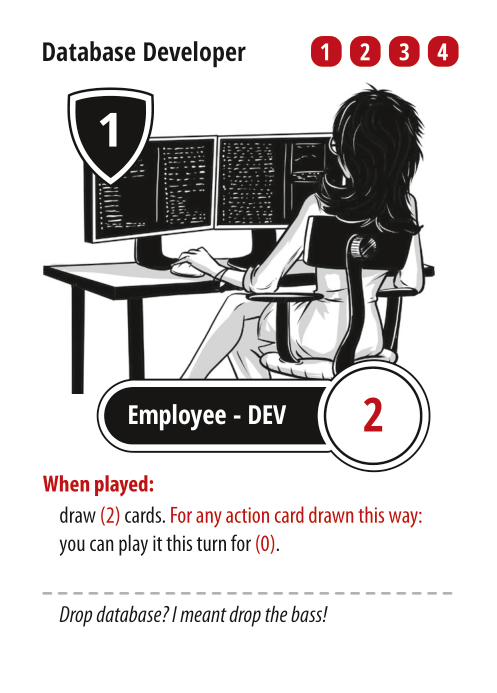 Database Developer 1 2 3 4
1
Employee - DEV 2
When played:
draw (2) cards. For any action card drawn this way:
you can play it this turn for (0).
Drop database? I meant drop the bass!